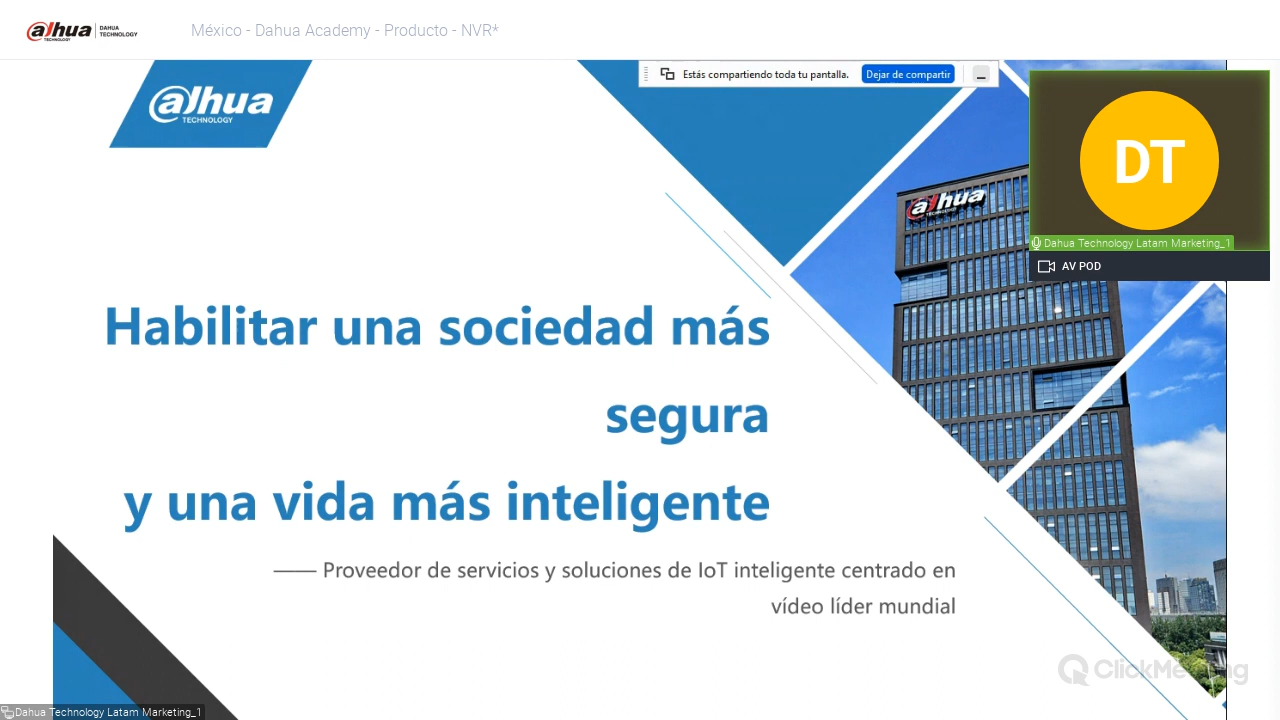 alhua
TECHNOLOGY
DAHUA
TECHNOLOGY
México - Dahua Academy - Producto - NVR*
alhua
TECHNOLOGY
Estás compartiendo toda tu pantalla.
Dejar de compartir
alhua
DT
Dahua Technology Latam Marketing_1
AV POD
Habilitar una sociedad más
segura
y una vida más inteligente
—— Proveedor de servicios y soluciones de IoT inteligente centrado en
vídeo líder mundial
ClickMeeting
Dahua Technology Latam Marketing_1